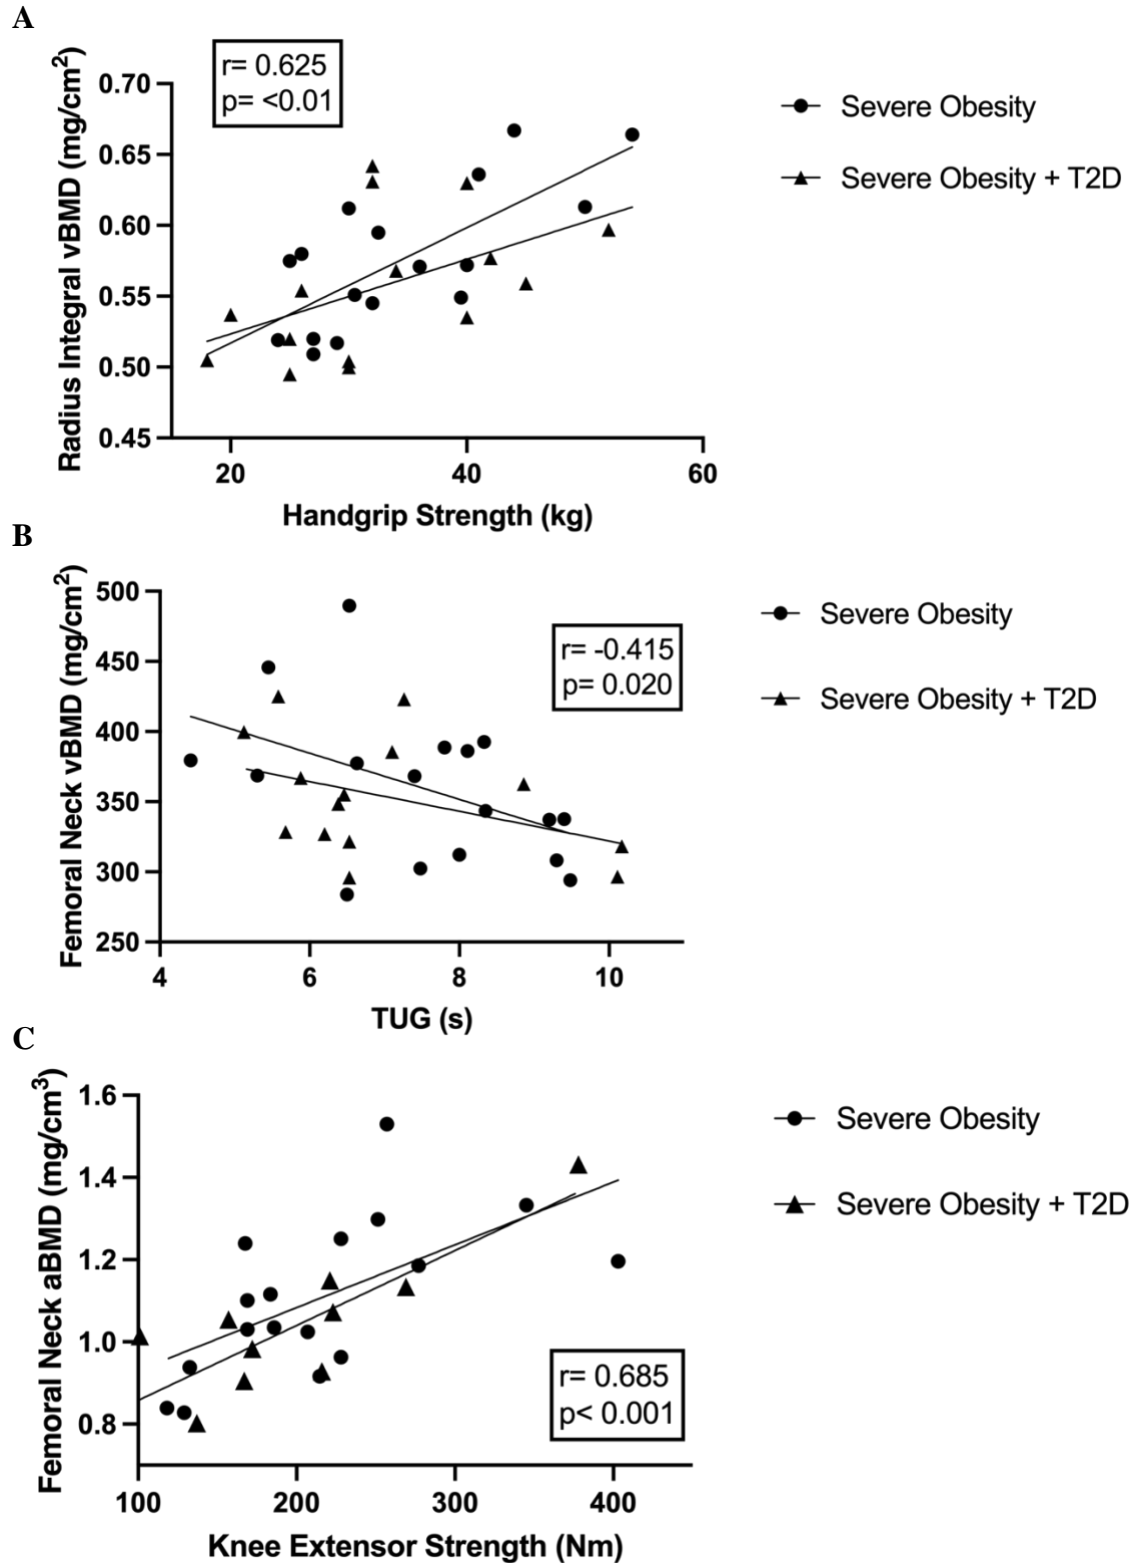 A
r= 0.625
p= <0.01
Radius Integral vBMD (mg/cm²)
0.70
0.65
0.60
0.55
0.50
0.45
20 40 60
Handgrip Strength (kg)
Severe Obesity
Severe Obesity + T2D
B
r= -0.415
p= 0.020
Femoral Neck vBMD (mg/cm²)
500
450
400
350
300
250
4 6 8 10
TUG (s)
Severe Obesity
Severe Obesity + T2D
C
Femoral Neck aBMD (mg/cm³)
1.6
1.4
1.2
1.0
0.8
r= 0.685
p< 0.001
100 200 300 400
Knee Extensor Strength (Nm)
Severe Obesity
Severe Obesity + T2D